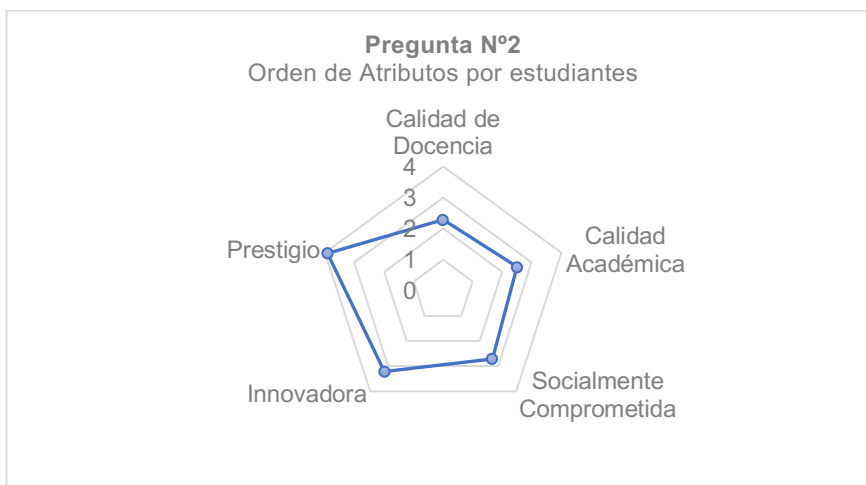 Pregunta Nº2
Orden de Atributos por estudiantes
Calidad de
Docencia
4
3
2
1
0
Calidad
Académica
Socialmente
Comprometida
Innovadora
Prestigio